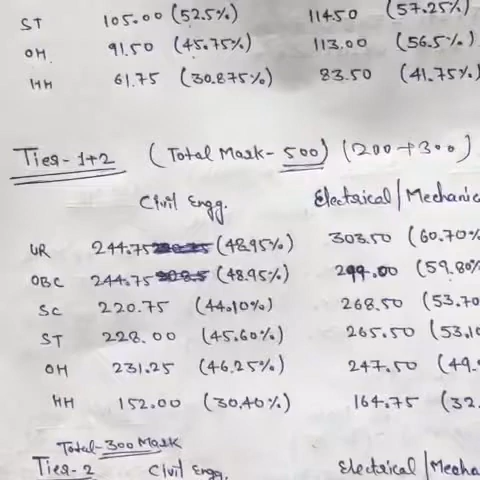 ST 105.00 (52.5%) 114.50 (57.25%)
OH 91.50 (45.75%) 113.00 (56.5%)
HH 61.75 (30.875%) 83.50 (41.75%)
Tier-1+2 (Total Mark-500) (200+300)
Civil Engg. Electrical/Mechanic
UR 244.75 (48.95%) 303.50 (60.70%
OBC 244.75 (48.95%) 299.00 (59.80%
SC 220.75 (44.10%) 268.50 (53.70
ST 228.00 (45.60%) 265.50 (53.10
OH 231.25 (46.25%) 247.50 (49.
HH 152.00 (30.40%) 164.75 (32.
Total-300 Mark
Tier-2 Civil Engg. Electrical/Mecha